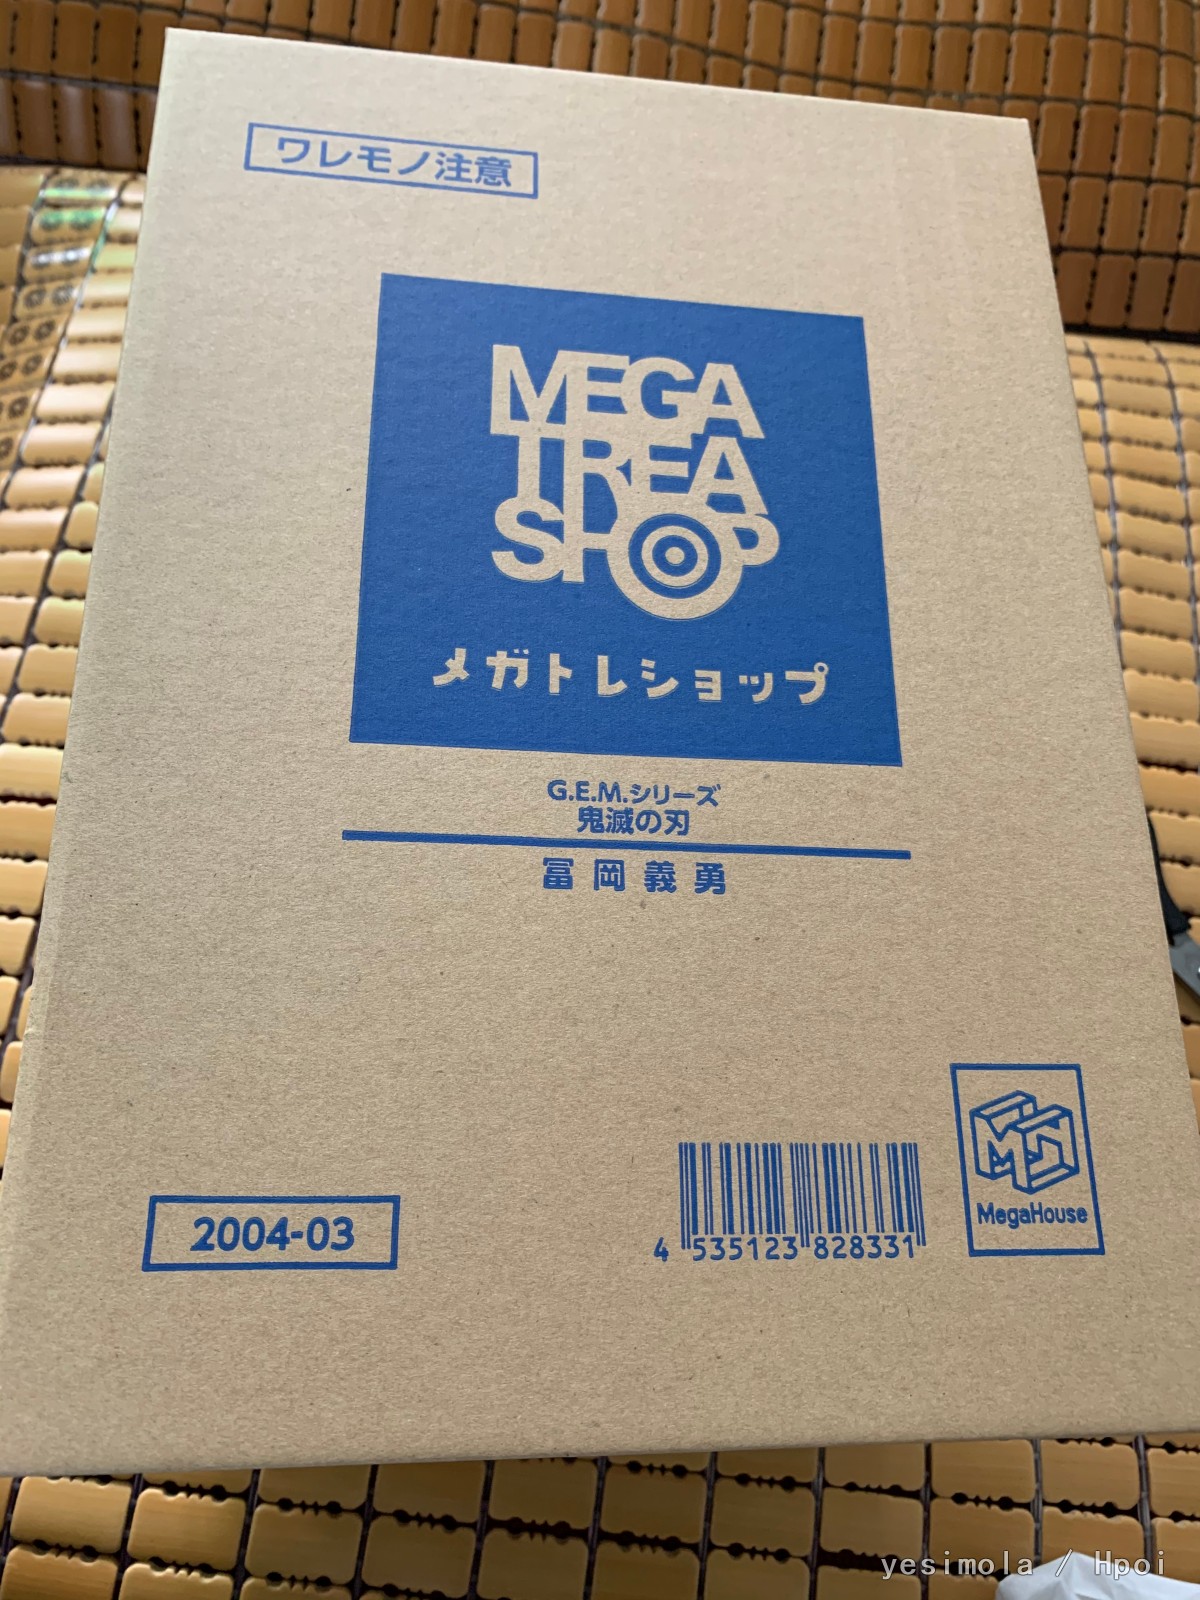 ワレモノ注意
MEGA
TREA
SHOP
メガトレショップ
G.E.M.シリーズ
鬼滅の刃
冨岡義勇
2004-03
4 535123 828331
MegaHouse
yesimola / Hpoi